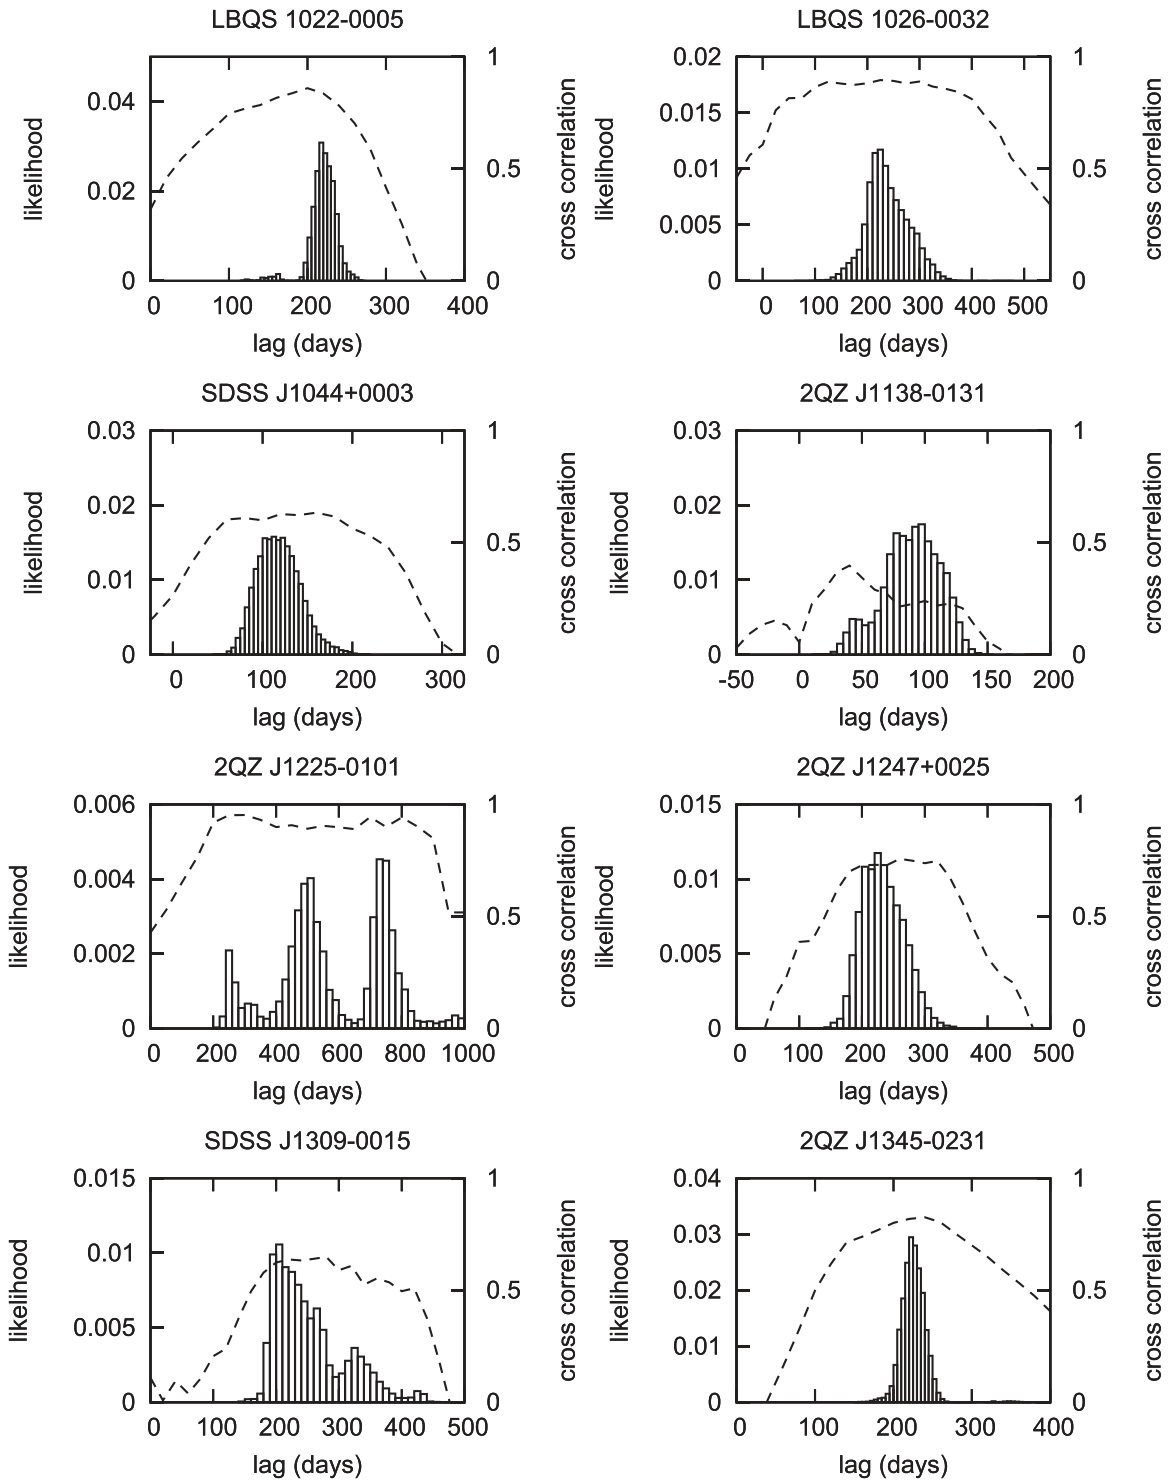 LBQS 1022-0005
0.04
0.02
0
1
0.5
0
0 100 200 300 400
likelihood
cross correlation
lag (days)
LBQS 1026-0032
0.02
0.015
0.01
0.005
0
1
0.5
0
0 100 200 300 400 500
likelihood
cross correlation
lag (days)
SDSS J1044+0003
0.03
0.02
0.01
0
1
0.5
0
0 100 200 300
likelihood
cross correlation
lag (days)
2QZ J1138-0131
0.03
0.02
0.01
0
1
0.5
0
-50 0 50 100 150 200
likelihood
cross correlation
lag (days)
2QZ J1225-0101
0.006
0.004
0.002
0
1
0.5
0
0 200 400 600 800 1000
likelihood
cross correlation
lag (days)
2QZ J1247+0025
0.015
0.01
0.005
0
1
0.5
0
0 100 200 300 400 500
likelihood
cross correlation
lag (days)
SDSS J1309-0015
0.015
0.01
0.005
0
1
0.5
0
0 100 200 300 400 500
likelihood
cross correlation
lag (days)
2QZ J1345-0231
0.04
0.03
0.02
0.01
0
1
0.5
0
0 100 200 300 400
likelihood
cross correlation
lag (days)